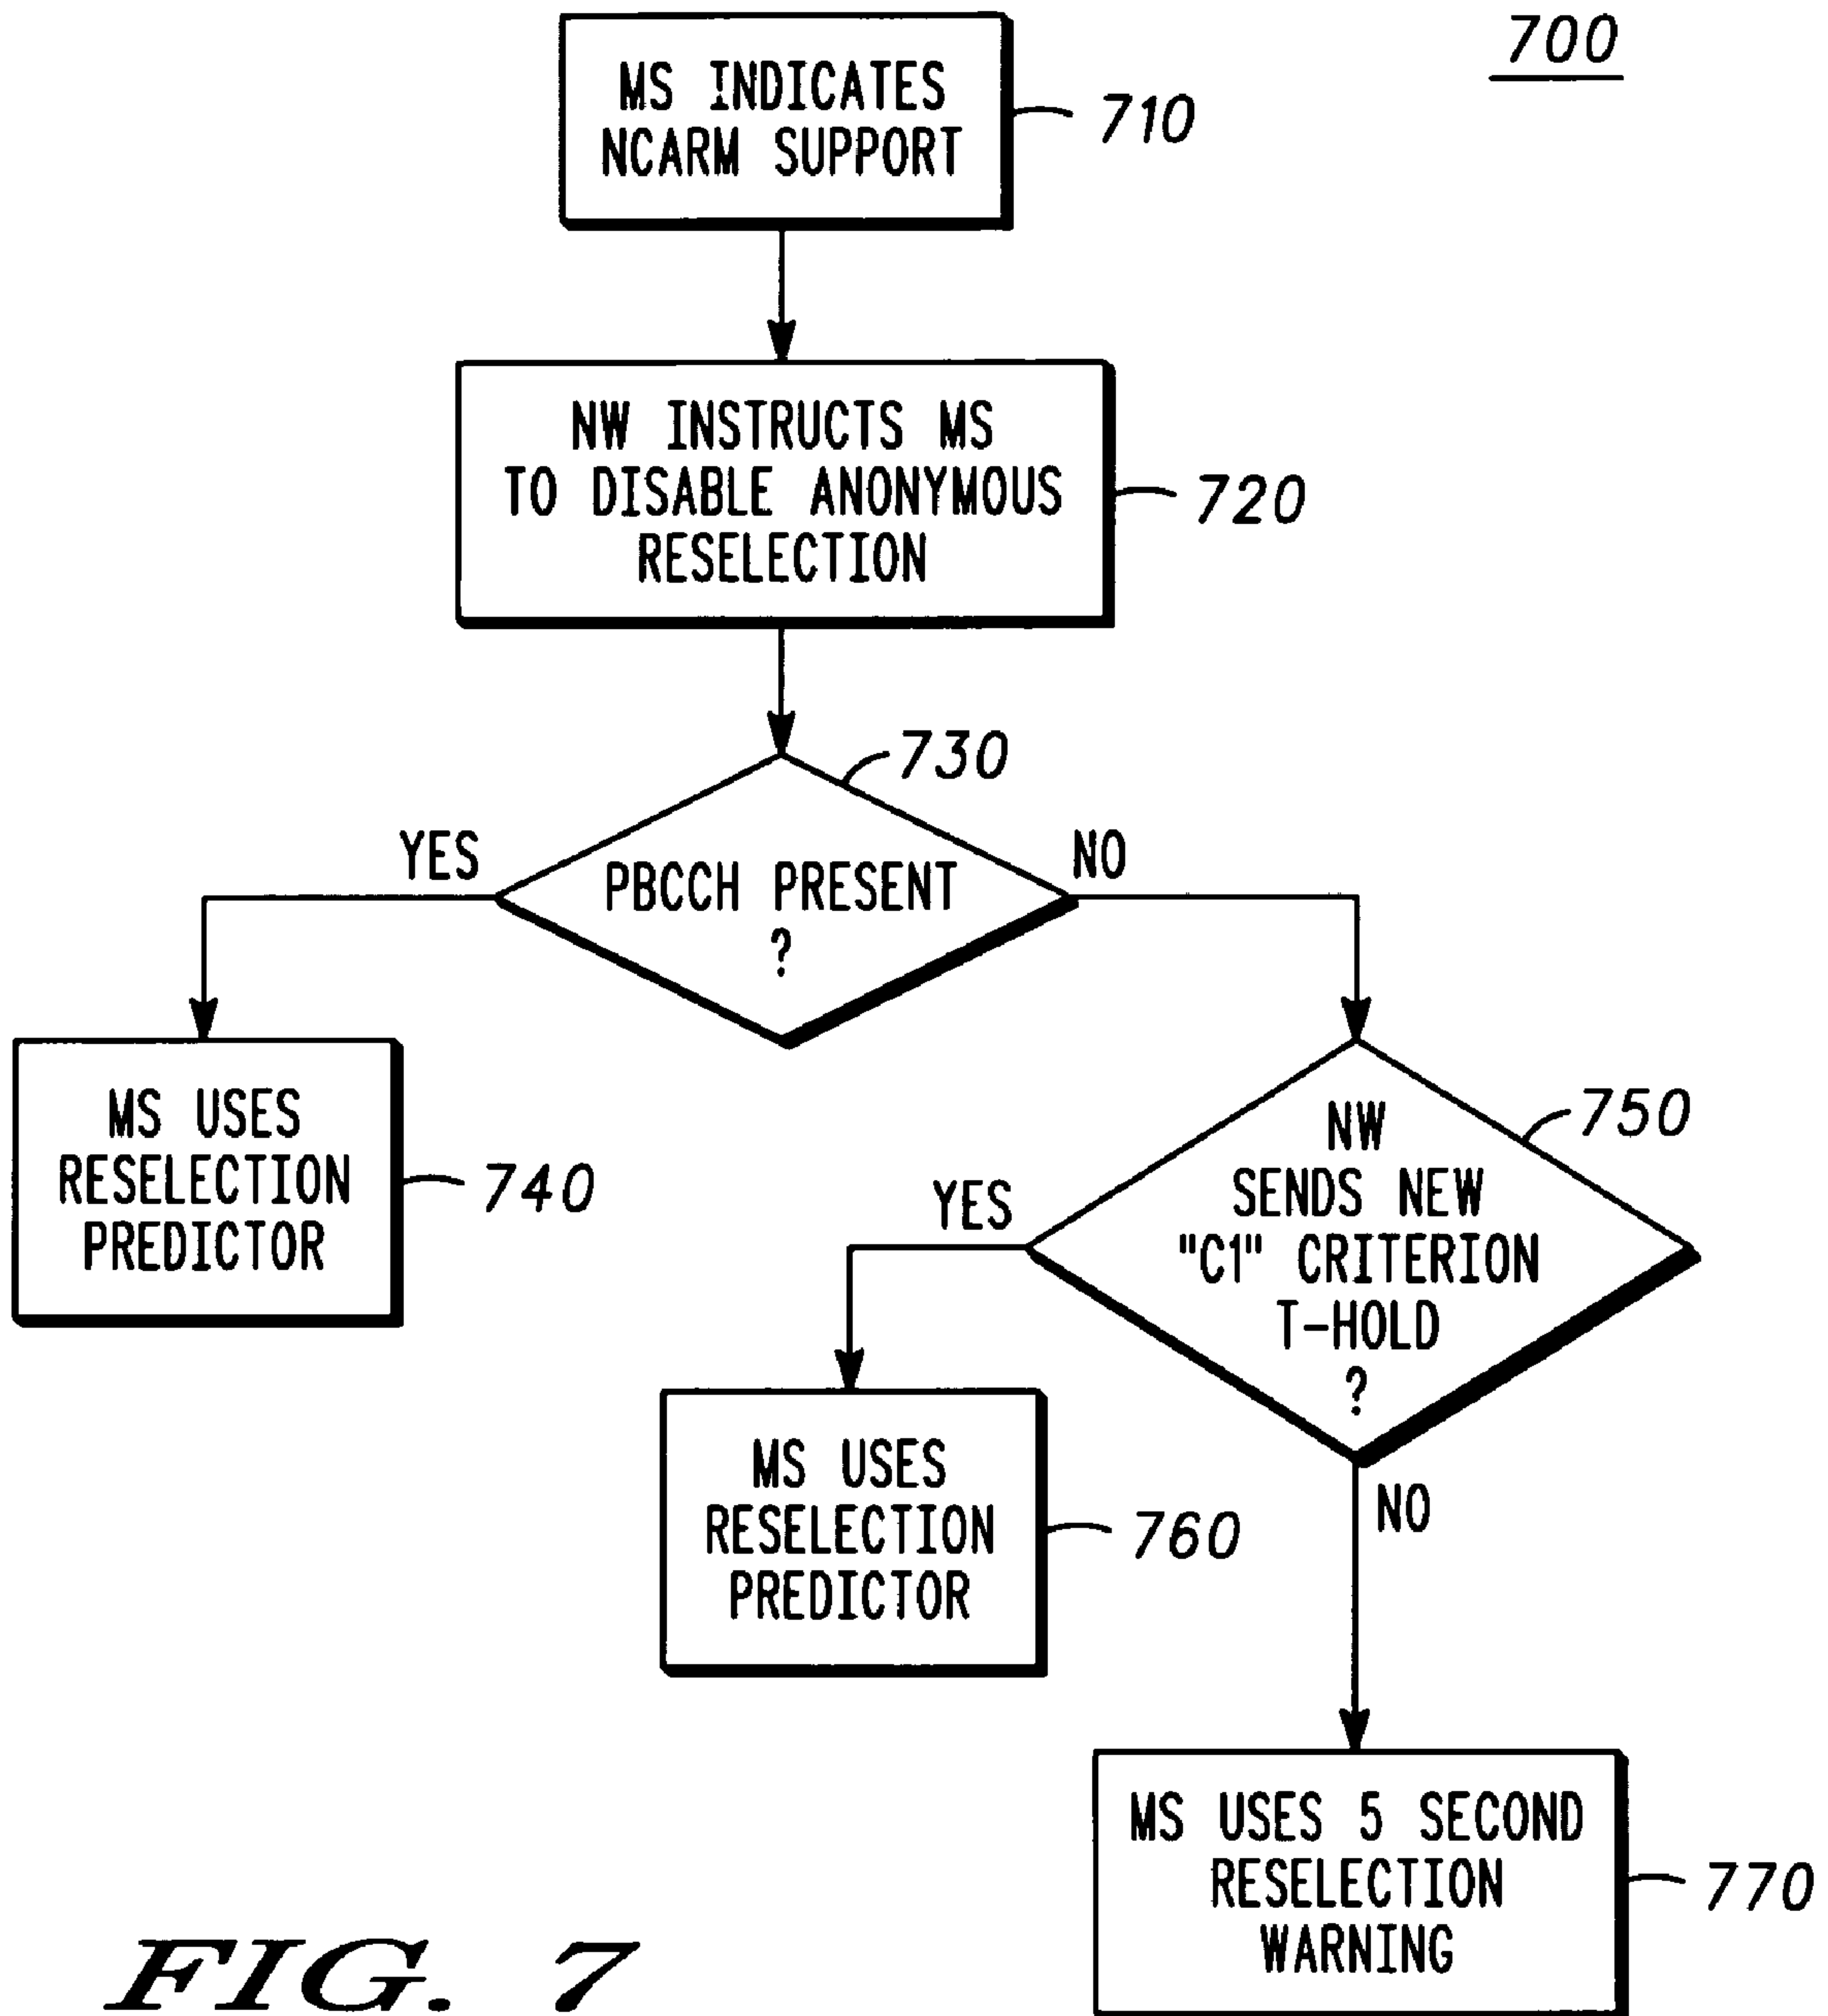 700
MS INDICATES
NCARM SUPPORT
710
NW INSTRUCTS MS
TO DISABLE ANONYMOUS
RESELECTION
720
730
YES
PBCCH PRESENT
?
NO
MS USES
RESELECTION
PREDICTOR
740
NW
SENDS NEW
"C1" CRITERION
T-HOLD
?
750
YES
NO
MS USES
RESELECTION
PREDICTOR
760
MS USES 5 SECOND
RESELECTION
WARNING
770
FIG. 7